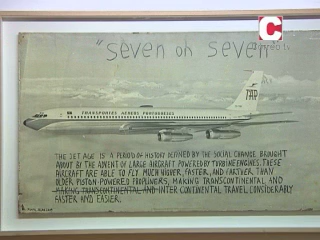 C
"seven oh seven"
TRANSPORTES AEREOS PORTUGUESES
TAP
THE JET AGE IS A PERIOD OF HISTORY DEFINED BY THE SOCIAL CHANGE BROUGHT
ABOUT BY THE ADVENT OF LARGE AIRCRAFT POWERED BY TURBINE ENGINES. THESE
AIRCRAFT ARE ABLE TO FLY MUCH HIGHER, FASTER, AND FARTHER THAN
OLDER PISTON-POWERED PROPLINERS, MAKING TRANSCONTINENTAL AND
MAKING TRANSCONTINENTAL AND INTER CONTINENTAL TRAVEL CONSIDERABLY
FASTER AND EASIER.